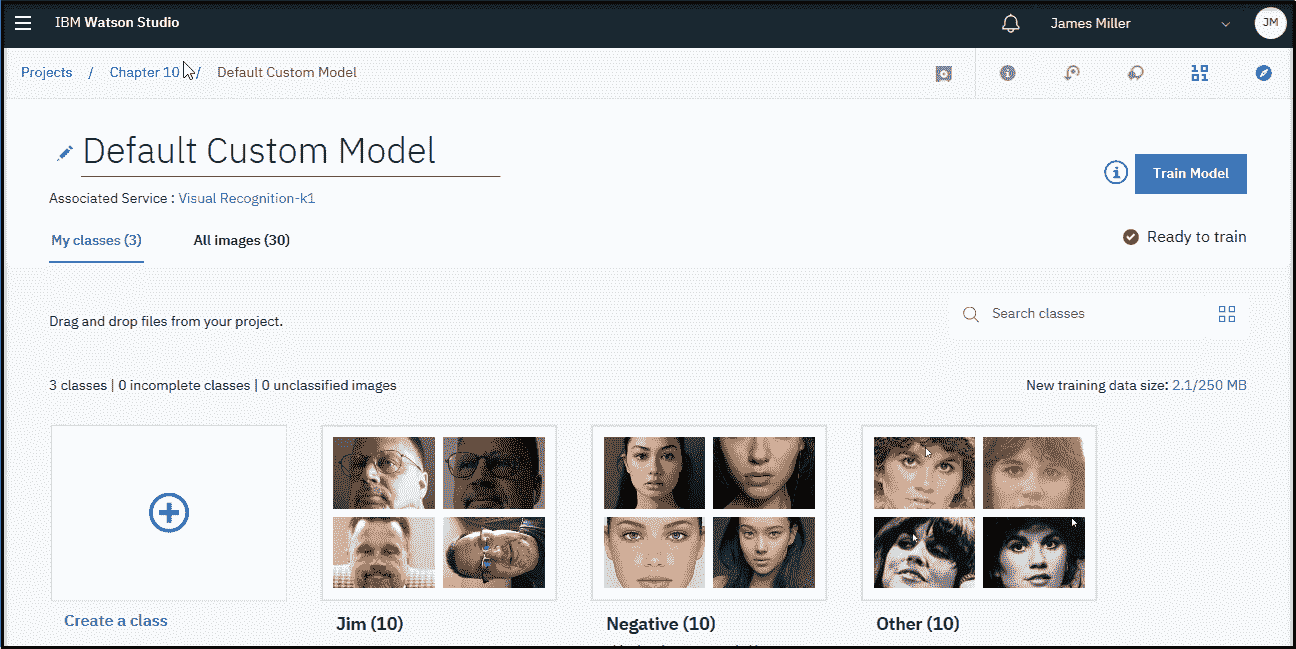 IBM Watson Studio
James Miller
JM
Projects / Chapter 10 / Default Custom Model
Default Custom Model
Train Model
Associated Service : Visual Recognition-k1
My classes (3)
All images (30)
Ready to train
Drag and drop files from your project.
Search classes
3 classes | 0 incomplete classes | 0 unclassified images
New training data size: 2.1/250 MB
Create a class
Jim (10)
Negative (10)
Other (10)